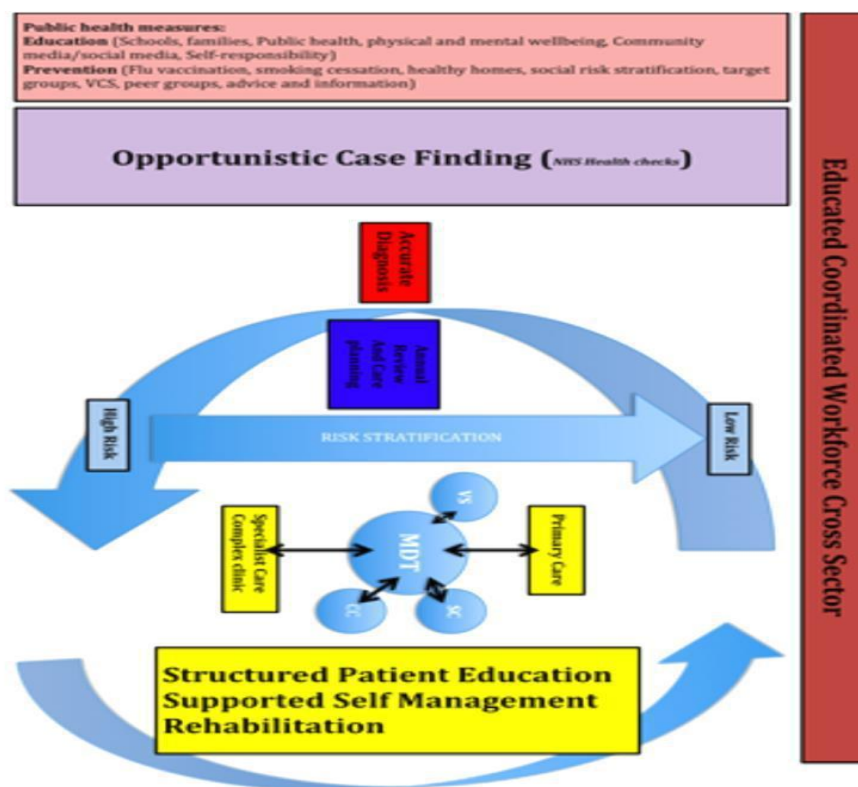 Public health measures:
Education (Schools, families, Public health, physical and mental wellbeing, Community
media/social media, Self-responsibility)
Prevention (Flu vaccination, smoking cessation, healthy homes, social risk stratification, target
groups, VCS, peer groups, advice and information)
Opportunistic Case Finding (NHS Health checks)
Educated Coordinated Workforce Cross Sector
Accurate
Diagnosis
Annual
Review
And Care
planning
High Risk
RISK STRATIFICATION
Low Risk
VS
Specialist Care
Complex clinic
MDT
Primary Care
CC
SC
Structured Patient Education
Supported Self Management
Rehabilitation